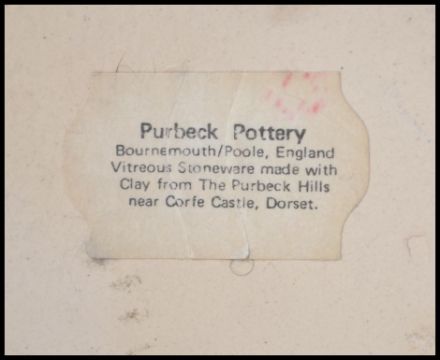 Purbeck Pottery
Bournemouth/Poole, England
Vitreous Stoneware made with
Clay from The Purbeck Hills
near Corfe Castle, Dorset.